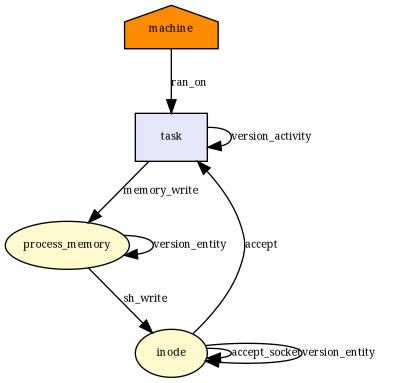 machine
ran_on
task
version_activity
memory_write
process_memory
version_entity
accept
sh_write
inode
accept_socket
version_entity